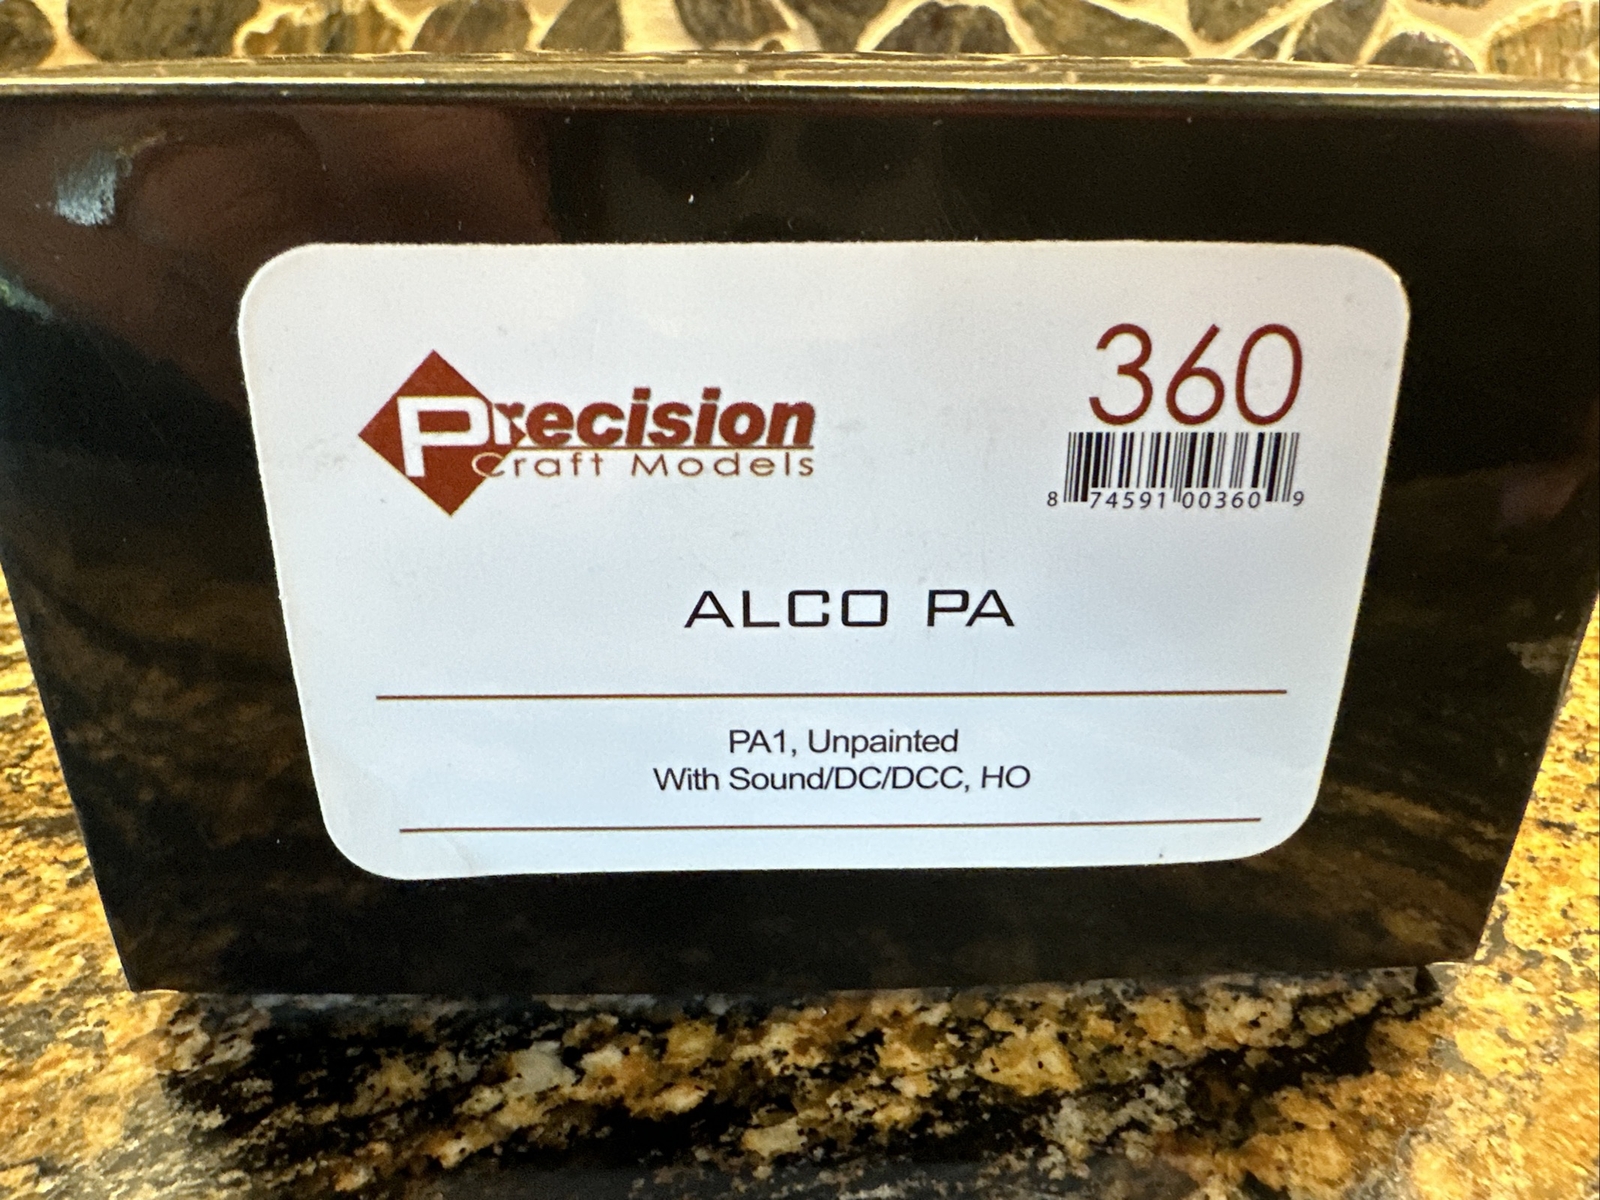 Precision
Craft Models
360
8 74591 00360 9
ALCO PA
PA1, Unpainted
With Sound/DC/DCC, HO